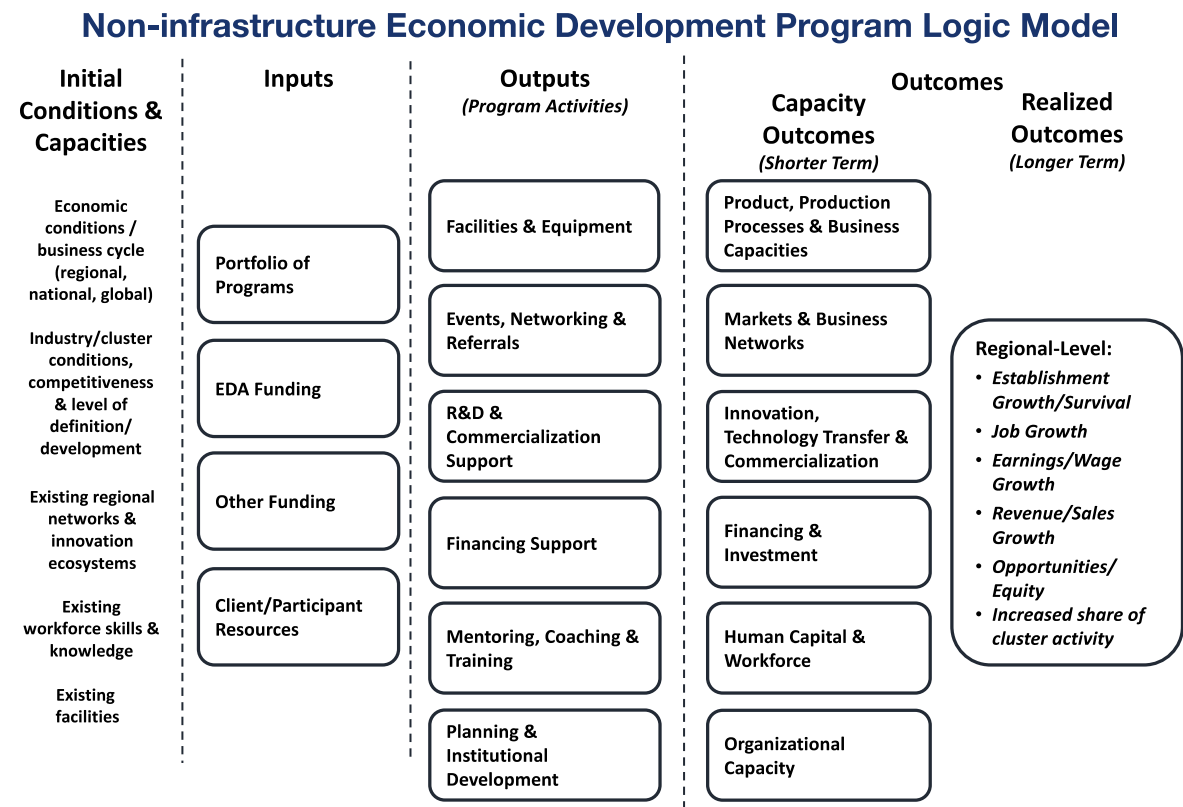 Non-infrastructure Economic Development Program Logic Model
Initial
Conditions &
Capacities
Economic
conditions /
business cycle
(regional,
national, global)
Industry/cluster
conditions,
competitiveness
& level of
definition/
development
Existing regional
networks &
innovation
ecosystems
Existing
workforce skills &
knowledge
Existing
facilities
Inputs
Portfolio of
Programs
EDA Funding
Other Funding
Client/Participant
Resources
Outputs
(Program Activities)
Facilities & Equipment
Events, Networking &
Referrals
R&D &
Commercialization
Support
Financing Support
Mentoring, Coaching &
Training
Planning &
Institutional
Development
Outcomes
Capacity
Outcomes
(Shorter Term)
Product, Production
Processes & Business
Capacities
Markets & Business
Networks
Innovation,
Technology Transfer &
Commercialization
Financing &
Investment
Human Capital &
Workforce
Organizational
Capacity
Realized
Outcomes
(Longer Term)
Regional-Level:
• Establishment
Growth/Survival
• Job Growth
• Earnings/Wage
Growth
• Revenue/Sales
Growth
• Opportunities/
Equity
• Increased share of
cluster activity